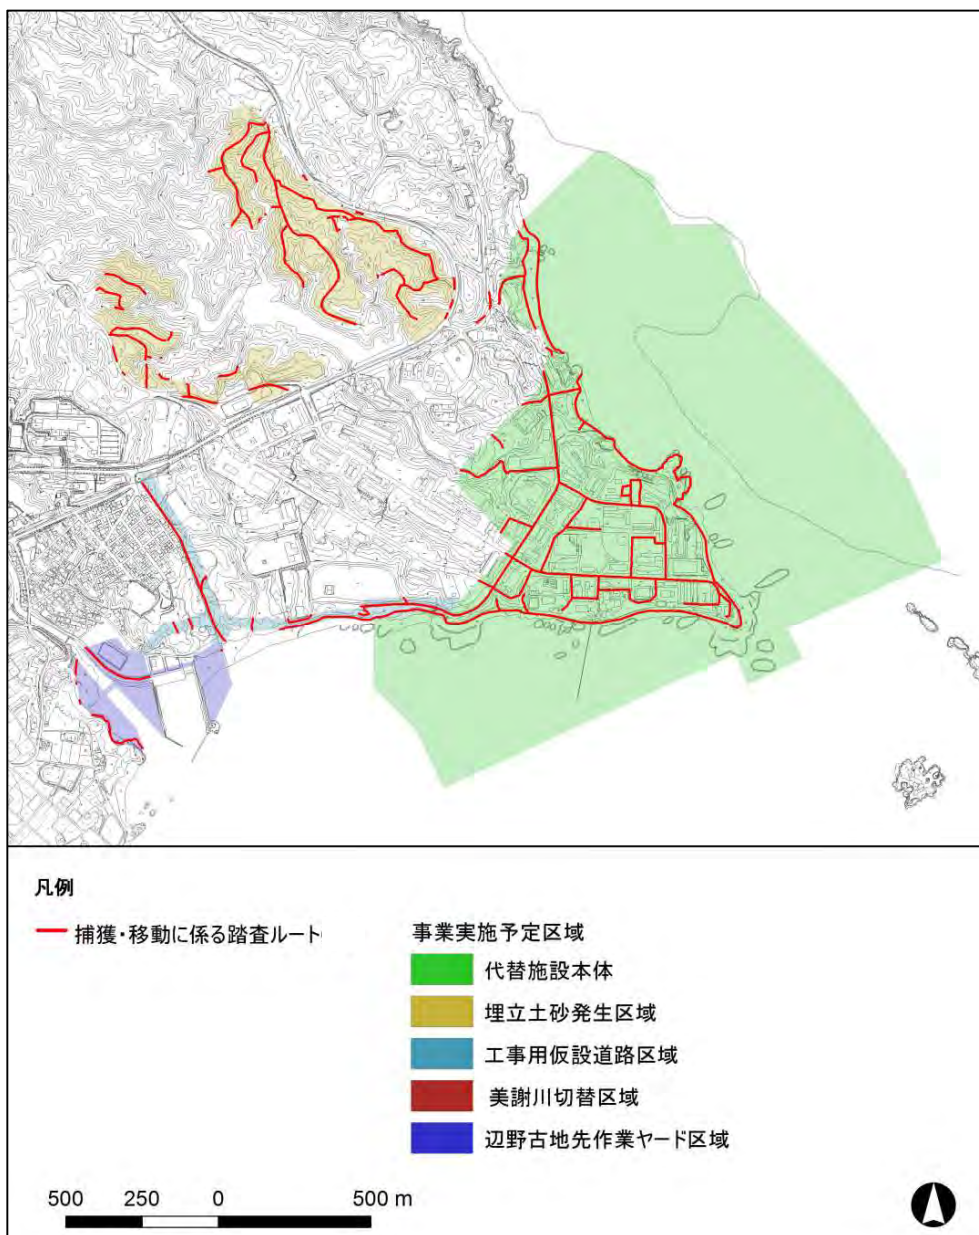 凡例
捕獲・移動に係る踏査ルート
事業実施予定区域
代替施設本体
埋立土砂発生区域
工事用仮設道路区域
美謝川切替区域
辺野古地先作業ヤード区域
500 250 0 500 m